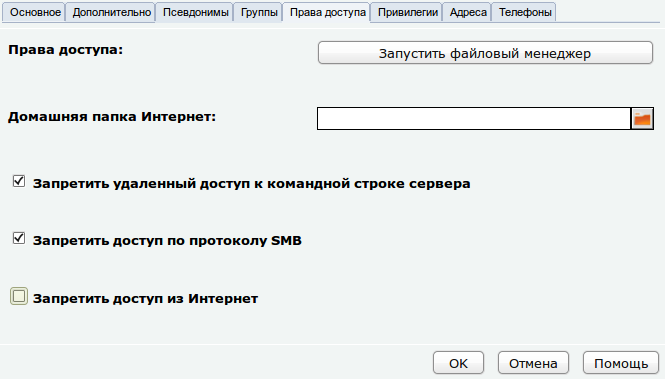 Основное Дополнительно Псевдонимы Группы Права доступа Привилегии Адреса Телефоны
Права доступа: Запустить файловый менеджер
Домашняя папка Интернет:
Запретить удаленный доступ к командной строке сервера
Запретить доступ по протоколу SMB
Запретить доступ из Интернет
OK Отмена Помощь